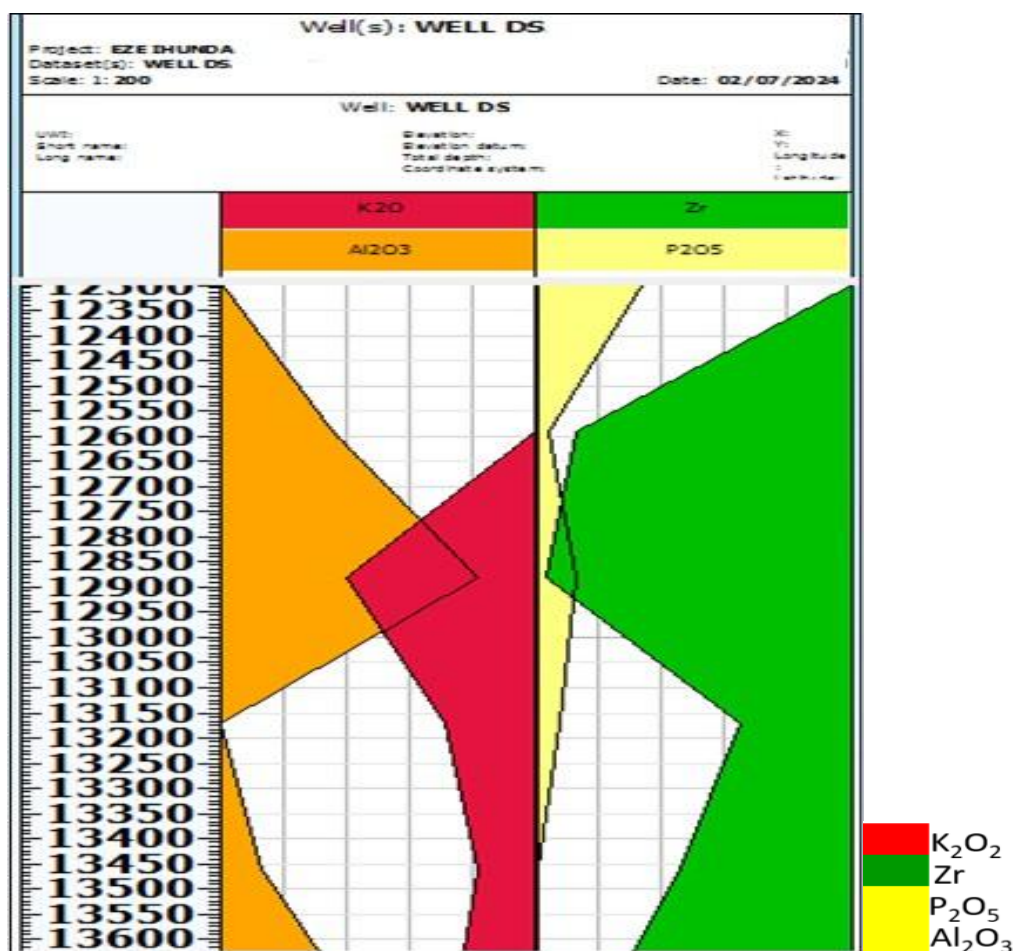 Well(s): WELL DS
Project: EZE IHUNDA
Dataset(s): WELL DS
Scale: 1: 200 Date: 02/07/2024
Well: WELL DS
UWI: Elevation: X:
Short name: Elevation datum: Y:
Long name: Total depth: Longitude
Coordinate system: :
Latitude:
K2O Zr
Al2O3 P2O5
12300
12350
12400
12450
12500
12550
12600
12650
12700
12750
12800
12850
12900
12950
13000
13050
13100
13150
13200
13250
13300
13350
13400
13450
13500
13550
13600
K₂O₂
Zr
P₂O₅
Al₂O₃